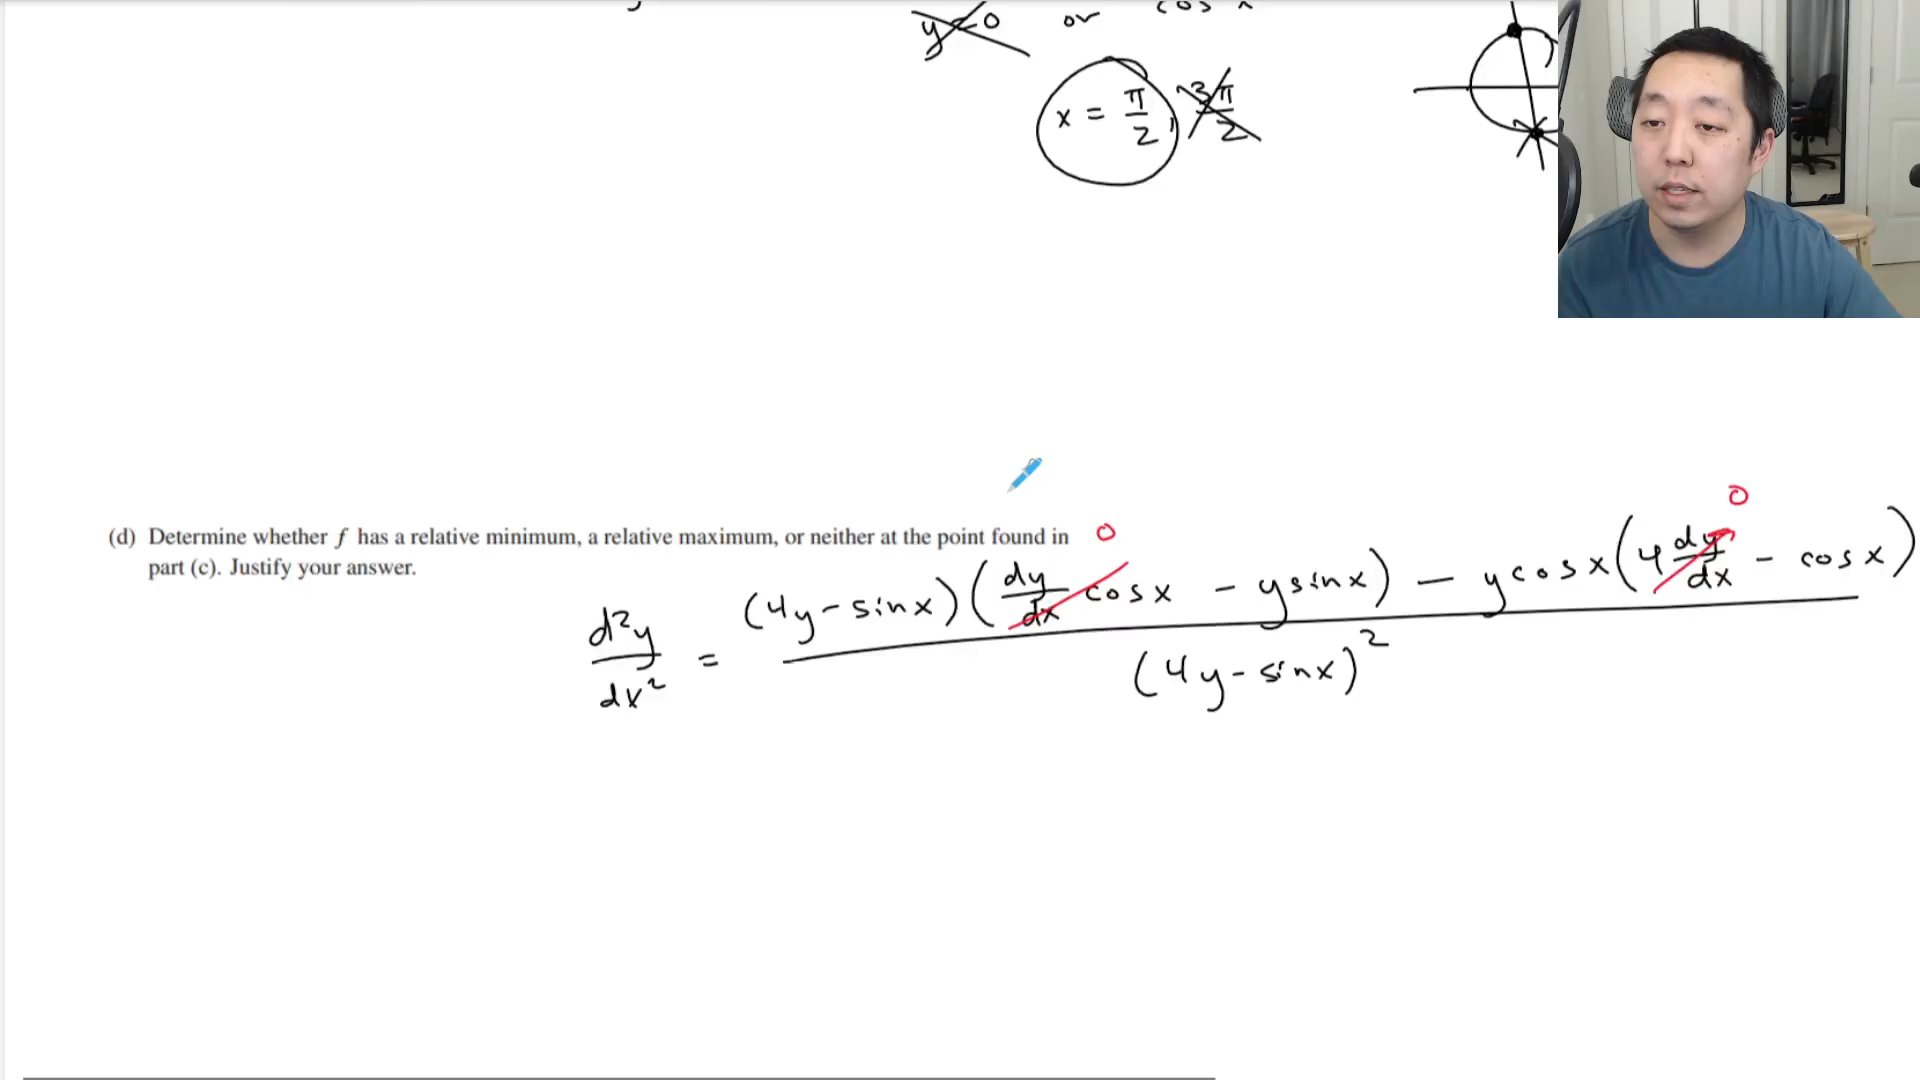 y = 0 or cos x
x = π/2, 3π/2
(d) Determine whether f has a relative minimum, a relative maximum, or neither at the point found in
part (c). Justify your answer.
0 0
d²y/dx² = ((4y - sin x)(dy/dx cos x - y sin x) - y cos x (4 dy/dx - cos x)) / (4y - sin x)²